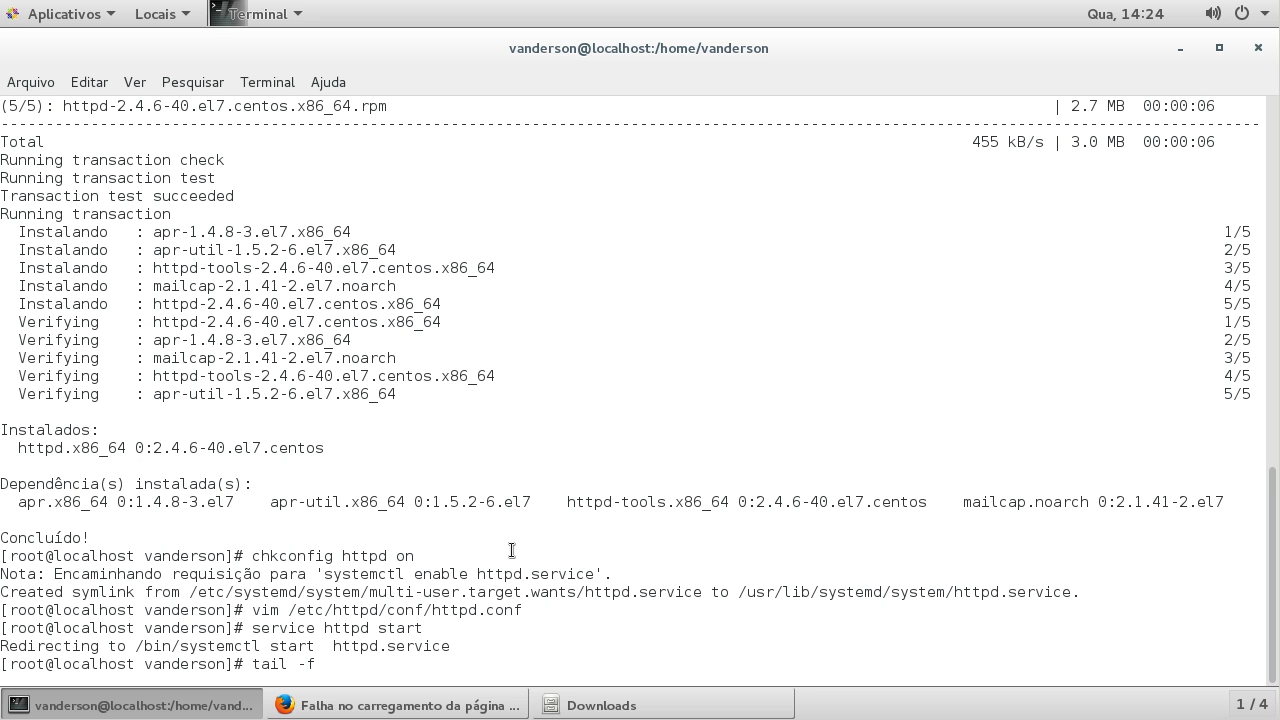 Aplicativos Locais Terminal Qua, 14:24
vanderson@localhost:/home/vanderson
Arquivo Editar Ver Pesquisar Terminal Ajuda
(5/5): httpd-2.4.6-40.el7.centos.x86_64.rpm | 2.7 MB 00:00:06
--------------------------------------------------------------------------------------------------------------------------------------------
Total 455 kB/s | 3.0 MB 00:00:06
Running transaction check
Running transaction test
Transaction test succeeded
Running transaction
Instalando : apr-1.4.8-3.el7.x86_64 1/5
Instalando : apr-util-1.5.2-6.el7.x86_64 2/5
Instalando : httpd-tools-2.4.6-40.el7.centos.x86_64 3/5
Instalando : mailcap-2.1.41-2.el7.noarch 4/5
Instalando : httpd-2.4.6-40.el7.centos.x86_64 5/5
Verifying : httpd-2.4.6-40.el7.centos.x86_64 1/5
Verifying : apr-1.4.8-3.el7.x86_64 2/5
Verifying : mailcap-2.1.41-2.el7.noarch 3/5
Verifying : httpd-tools-2.4.6-40.el7.centos.x86_64 4/5
Verifying : apr-util-1.5.2-6.el7.x86_64 5/5
Instalados:
httpd.x86_64 0:2.4.6-40.el7.centos
Dependência(s) instalada(s):
apr.x86_64 0:1.4.8-3.el7 apr-util.x86_64 0:1.5.2-6.el7 httpd-tools.x86_64 0:2.4.6-40.el7.centos mailcap.noarch 0:2.1.41-2.el7
Concluído!
[root@localhost vanderson]# chkconfig httpd on
Nota: Encaminhando requisição para 'systemctl enable httpd.service'.
Created symlink from /etc/systemd/system/multi-user.target.wants/httpd.service to /usr/lib/systemd/system/httpd.service.
[root@localhost vanderson]# vim /etc/httpd/conf/httpd.conf
[root@localhost vanderson]# service httpd start
Redirecting to /bin/systemctl start httpd.service
[root@localhost vanderson]# tail -f
vanderson@localhost:/home/vand... Falha no carregamento da página ... Downloads 1 / 4